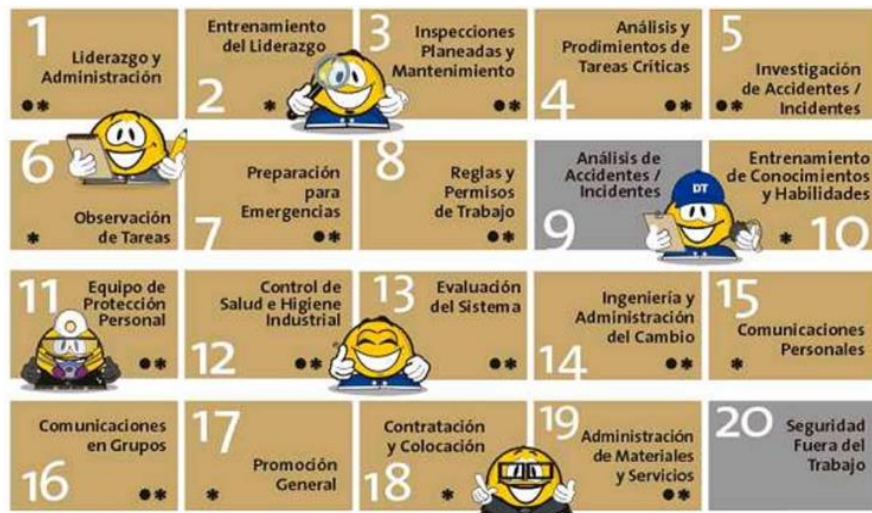 1
Liderazgo y
Administración
●*
Entrenamiento
del Liderazgo
2
*
3
Inspecciones
Planeadas y
Mantenimiento
●*
Análisis y
Prodimientos de
Tareas Criticas
4
●*
5
Investigación
de Accidentes /
Incidentes
●*
6
Observación
de Tareas
*
Preparación
para
Emergencias
7
●*
8
Reglas y
Permisos
de Trabajo
●*
Análisis de
Accidentes /
Incidentes
9
DT
Entrenamiento
de Conocimientos
y Habilidades
* 10
11
Equipo de
Protección
Personal
●*
Control de
Salud e Higiene
Industrial
12
●*
13
Evaluación
del Sistema
●*
Ingeniería y
Administración
del Cambio
14
●*
15
Comunicaciones
Personales
*
Comunicaciones
en Grupos
16
●*
17
Promoción
General
*
Contratación
y Colocación
18
*
19
Administración
de Materiales
y Servicios
●*
20
Seguridad
Fuera del
Trabajo